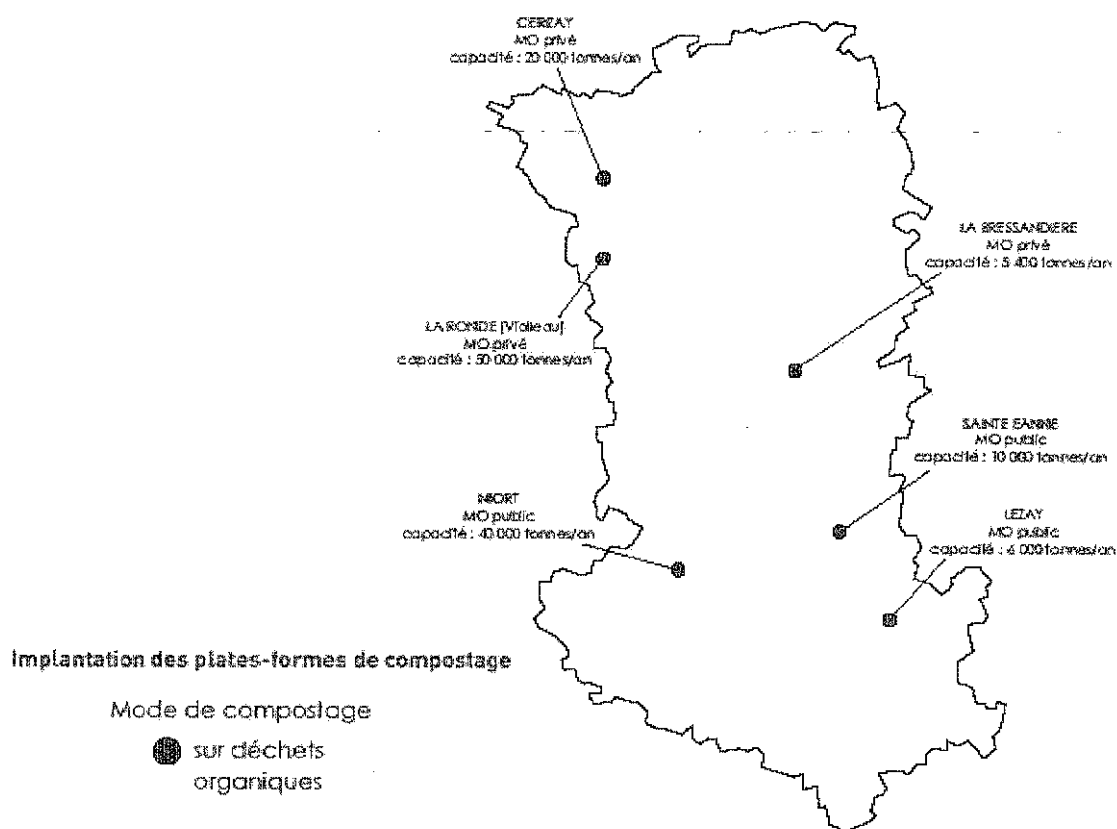 CERIZAY
MO privé
capacité : 20 000 tonnes/an
LA BRESSANDIERE
MO privé
capacité : 5 400 tonnes/an
LA RONDE [Vialleau]
MO privé
capacité : 50 000 tonnes/an
SAINTE EANNE
MO public
capacité : 10 000 tonnes/an
NIORT
MO public
capacité : 40 000 tonnes/an
LEZAY
MO public
capacité : 6 000 tonnes/an
Implantation des plates-formes de compostage
Mode de compostage
sur déchets
organiques